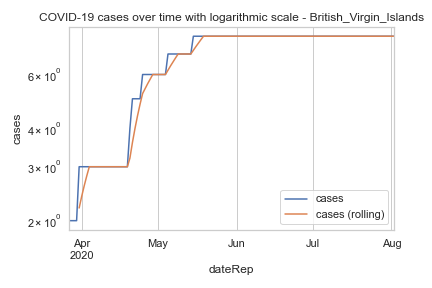 COVID-19 cases over time with logarithmic scale - British_Virgin_Islands
cases
6 × 10⁰
4 × 10⁰
3 × 10⁰
2 × 10⁰
cases
cases (rolling)
Apr May Jun Jul Aug
2020
dateRep